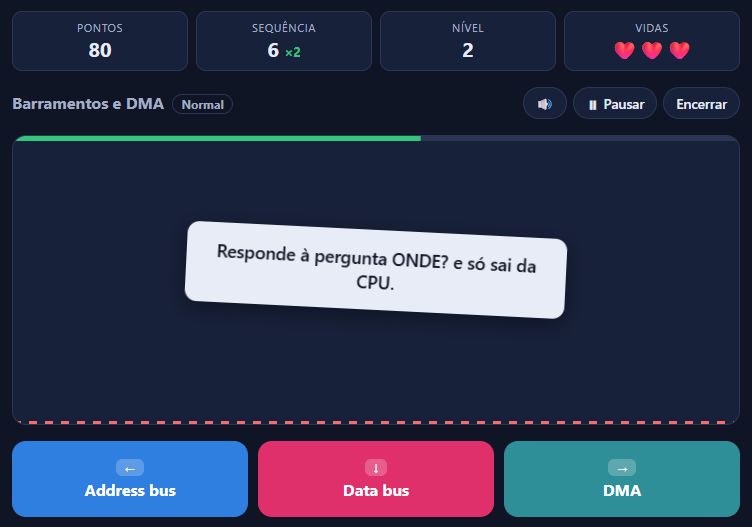 PONTOS
80
SEQUÊNCIA
6 ×2
NÍVEL
2
VIDAS
Barramentos e DMA
Normal
Pausar
Encerrar
Responde à pergunta ONDE? e só sai da
CPU.
←
Address bus
↓
Data bus
→
DMA